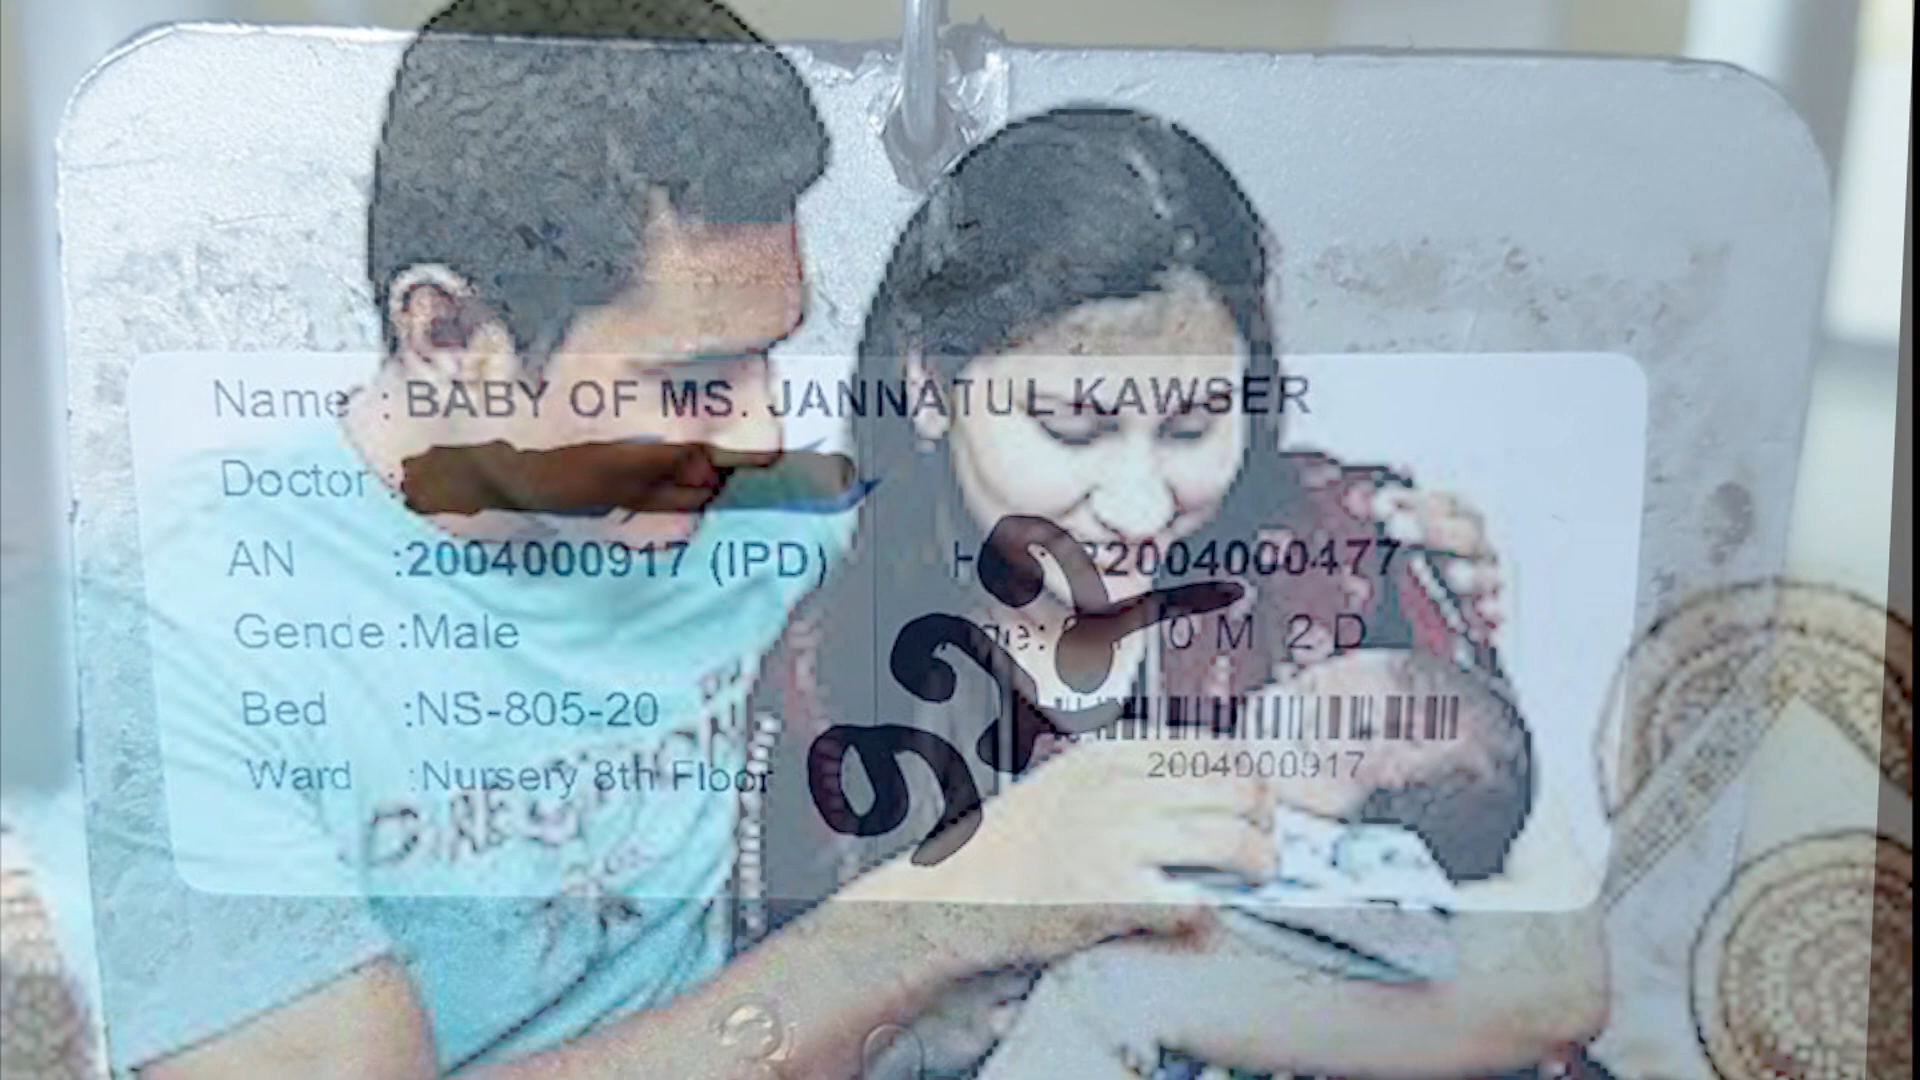 Name : BABY OF MS. JANNATUL KAWSER
Doctor :
AN :2004000917 (IPD) 2004000477
Gende :Male 0 M 2 D
Bed :NS-805-20
Ward :Nursery 8th Floor
2004000917